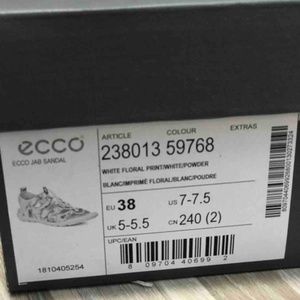 ARTICLE COLOUR EXTRAS
ecco
238013 59768
ECCO JAB SANDAL
WHITE FLORAL PRINT/WHITE/POWDER
BLANC/IMPRIMÉ FLORAL/BLANC/POUDRE
EU 38 US 7-7.5
UK 5-5.5 CN 240 (2)
UPC/EAN
1810405254
8 09704 40699 2